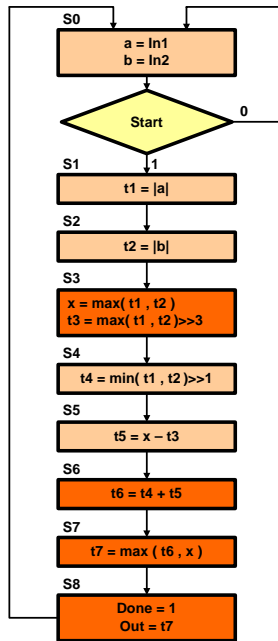 S0
a = In1
b = In2
Start
0
1
S1
t1 = |a|
S2
t2 = |b|
S3
x = max( t1 , t2 )
t3 = max( t1 , t2 )>>3
S4
t4 = min( t1 , t2 )>>1
S5
t5 = x – t3
S6
t6 = t4 + t5
S7
t7 = max ( t6 , x )
S8
Done = 1
Out = t7